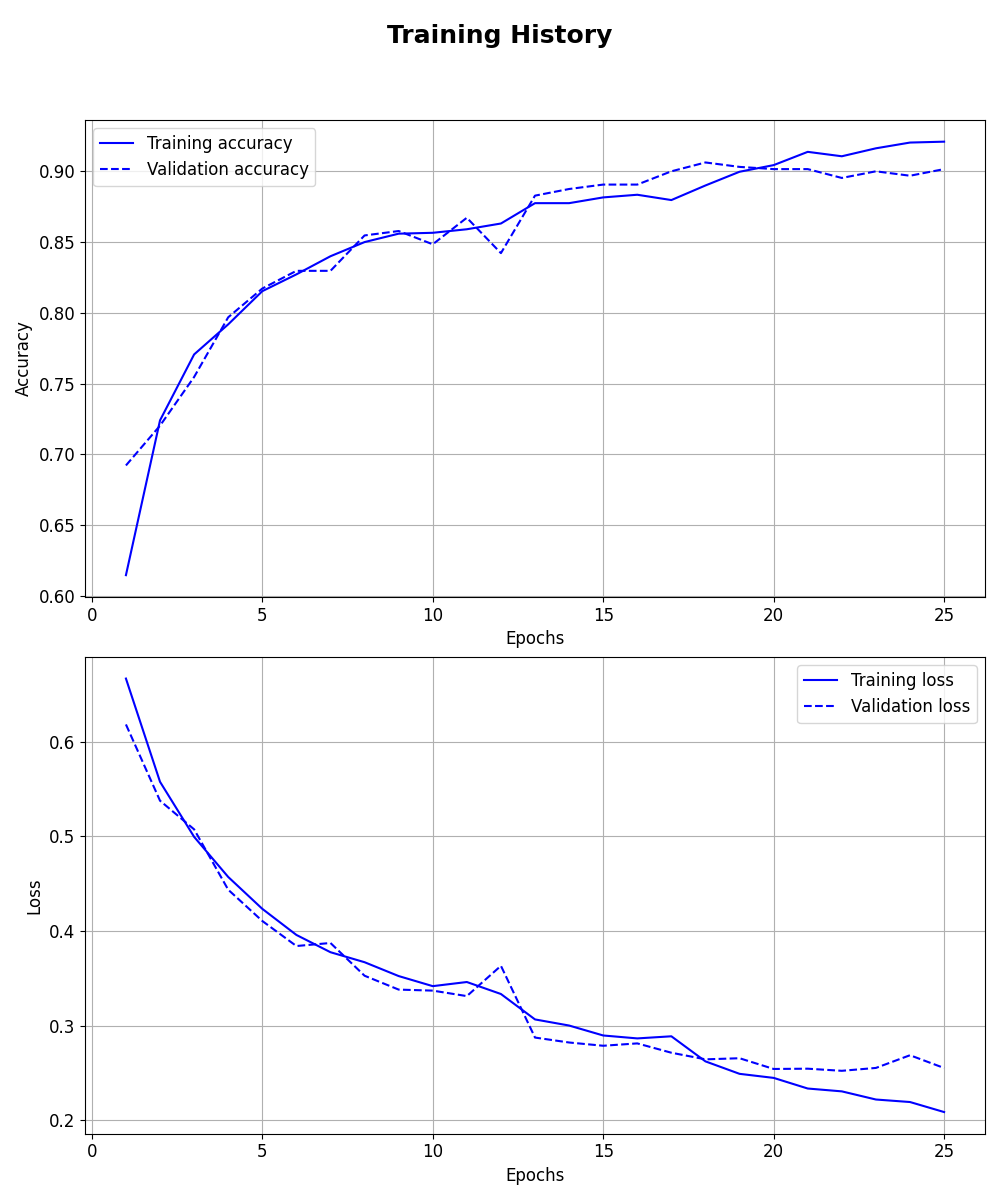 Training History
Training accuracy
Validation accuracy
0.90
0.85
0.80
0.75
0.70
0.65
0.60
Accuracy
0 5 10 15 20 25
Epochs
Training loss
Validation loss
0.6
0.5
0.4
0.3
0.2
Loss
0 5 10 15 20 25
Epochs